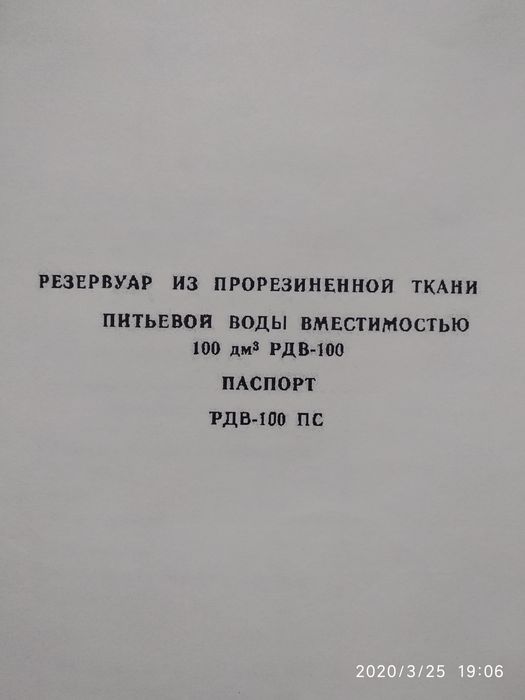 РЕЗЕРВУАР ИЗ ПРОРЕЗИНЕННОЙ ТКАНИ
ПИТЬЕВОЙ ВОДЫ ВМЕСТИМОСТЬЮ
100 дм³ РДВ-100
ПАСПОРТ
РДВ-100 ПС
2020/3/25 19:06